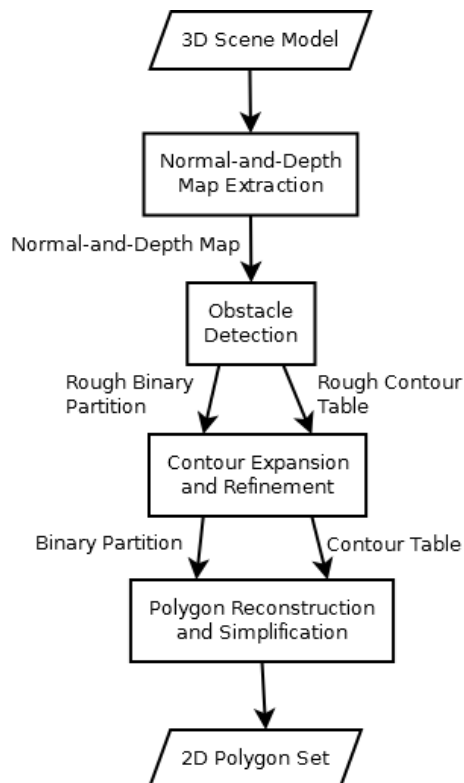 3D Scene Model
Normal-and-Depth
Map Extraction
Normal-and-Depth Map
Obstacle
Detection
Rough Binary
Partition
Rough Contour
Table
Contour Expansion
and Refinement
Binary Partition
Contour Table
Polygon Reconstruction
and Simplification
2D Polygon Set